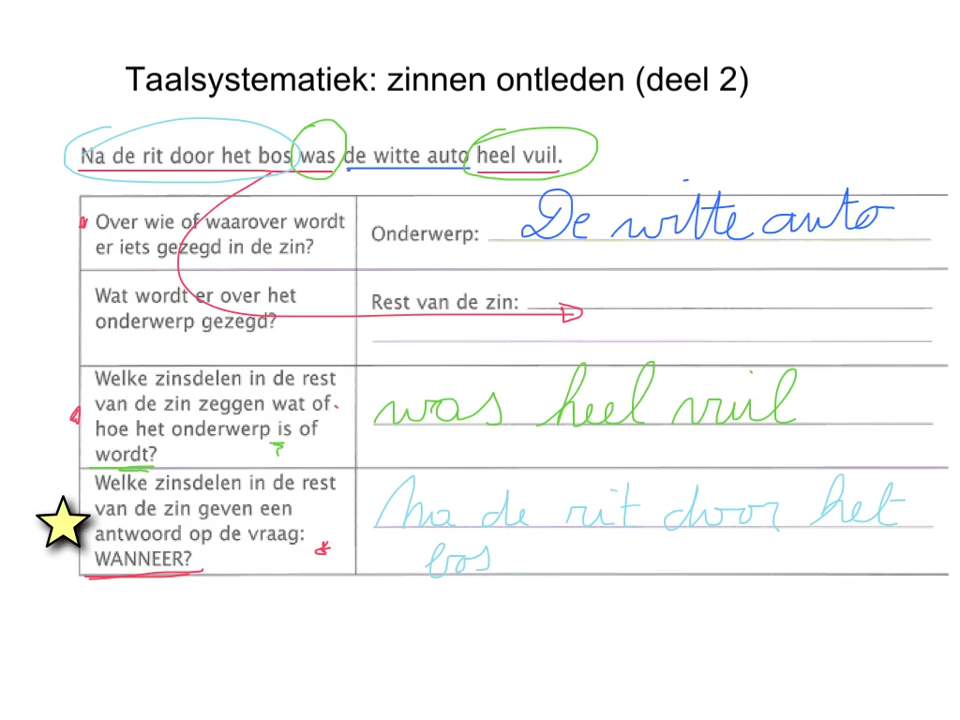 Taalsystematiek: zinnen ontleden (deel 2)
Na de rit door het bos was de witte auto heel vuil.
Over wie of waarover wordt
er iets gezegd in de zin?
Onderwerp: De witte auto
Wat wordt er over het
onderwerp gezegd?
Rest van de zin:
Welke zinsdelen in de rest
van de zin zeggen wat of
hoe het onderwerp is of
wordt?
?
was heel vuil
Welke zinsdelen in de rest
van de zin geven een
antwoord op de vraag:
WANNEER?
Na de rit door het
bos